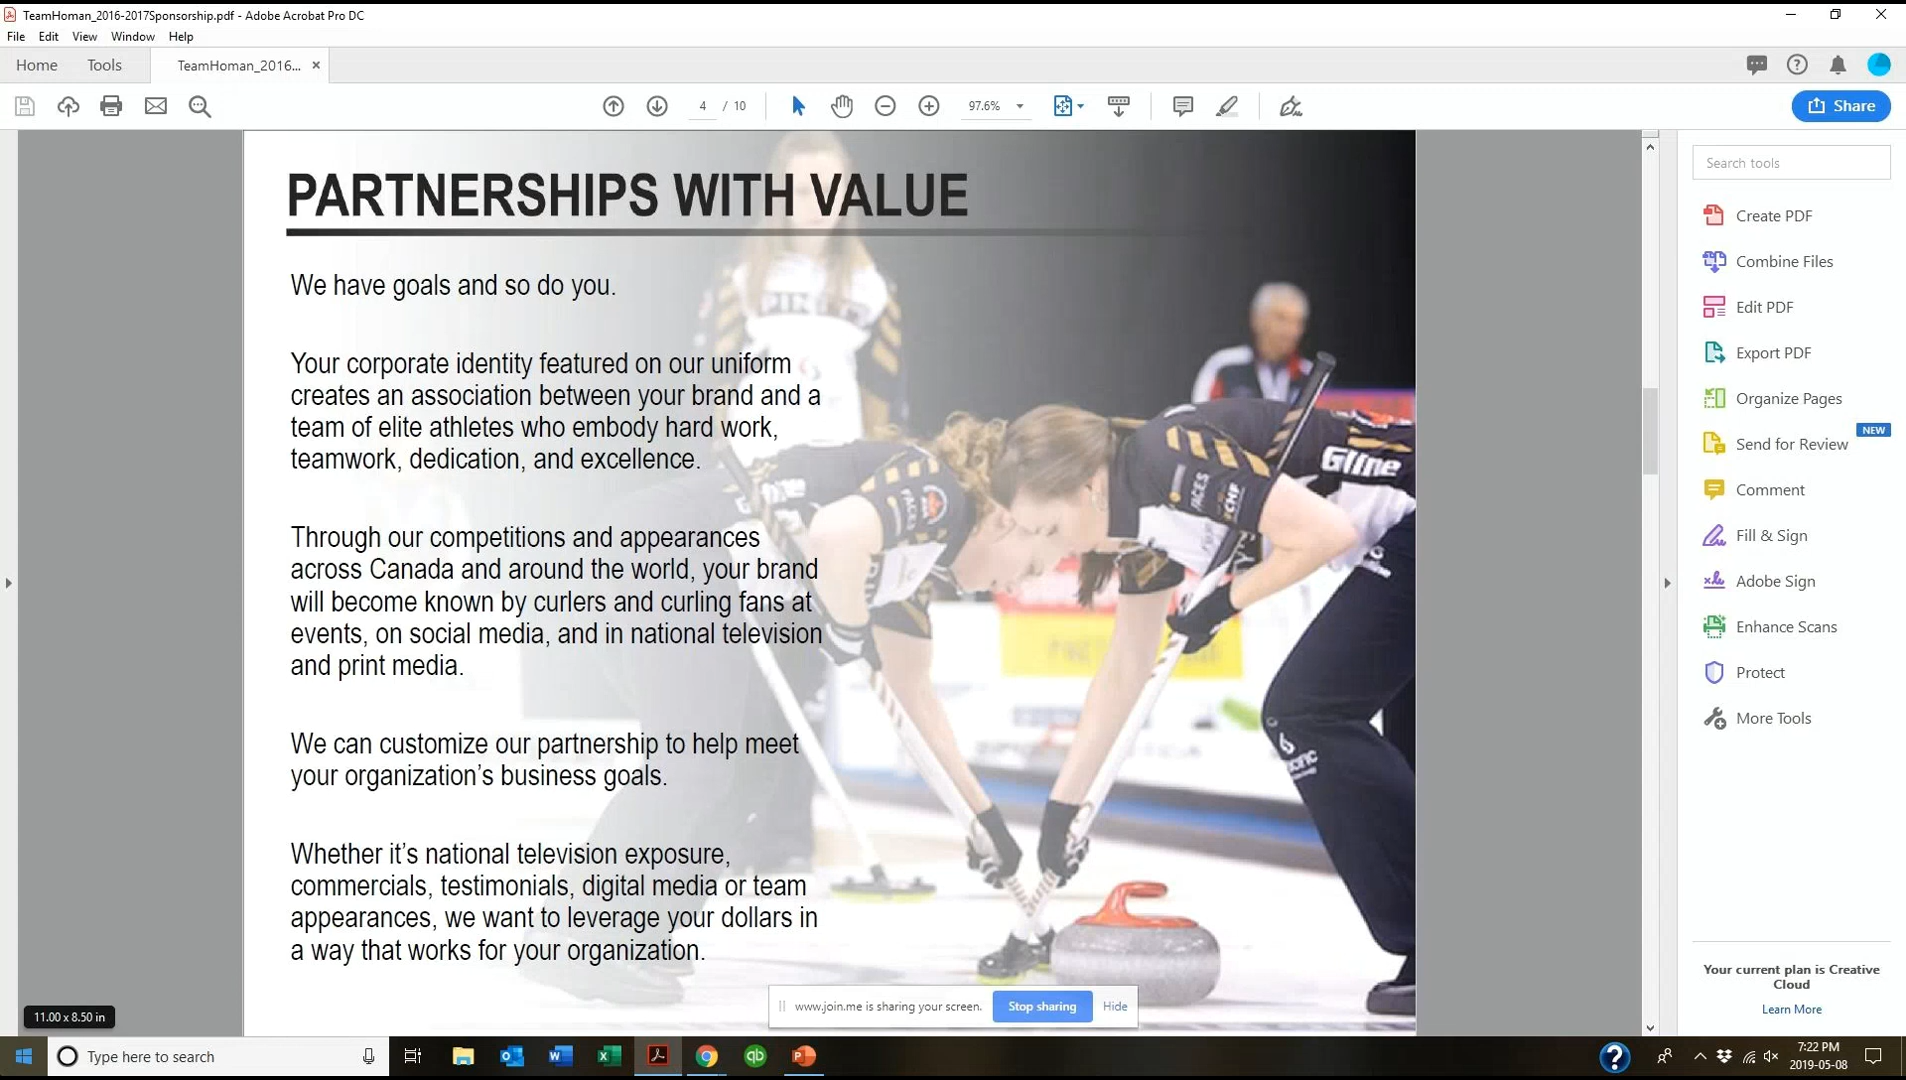 TeamHoman_2016-2017Sponsorship.pdf - Adobe Acrobat Pro DC
File Edit View Window Help
Home Tools TeamHoman_2016... ×
4 / 10 97.6% Share
PARTNERSHIPS WITH VALUE
We have goals and so do you.
Your corporate identity featured on our uniform
creates an association between your brand and a
team of elite athletes who embody hard work,
teamwork, dedication, and excellence.
Through our competitions and appearances
across Canada and around the world, your brand
will become known by curlers and curling fans at
events, on social media, and in national television
and print media.
We can customize our partnership to help meet
your organization’s business goals.
Whether it’s national television exposure,
commercials, testimonials, digital media or team
appearances, we want to leverage your dollars in
a way that works for your organization.
Gline
FACES
FACES
CHF
Search tools
Create PDF
Combine Files
Edit PDF
Export PDF
Organize Pages
Send for Review NEW
Comment
Fill & Sign
Adobe Sign
Enhance Scans
Protect
More Tools
Your current plan is Creative
Cloud
Learn More
11.00 x 8.50 in
www.join.me is sharing your screen. Stop sharing Hide
Type here to search
7:22 PM
2019-05-08